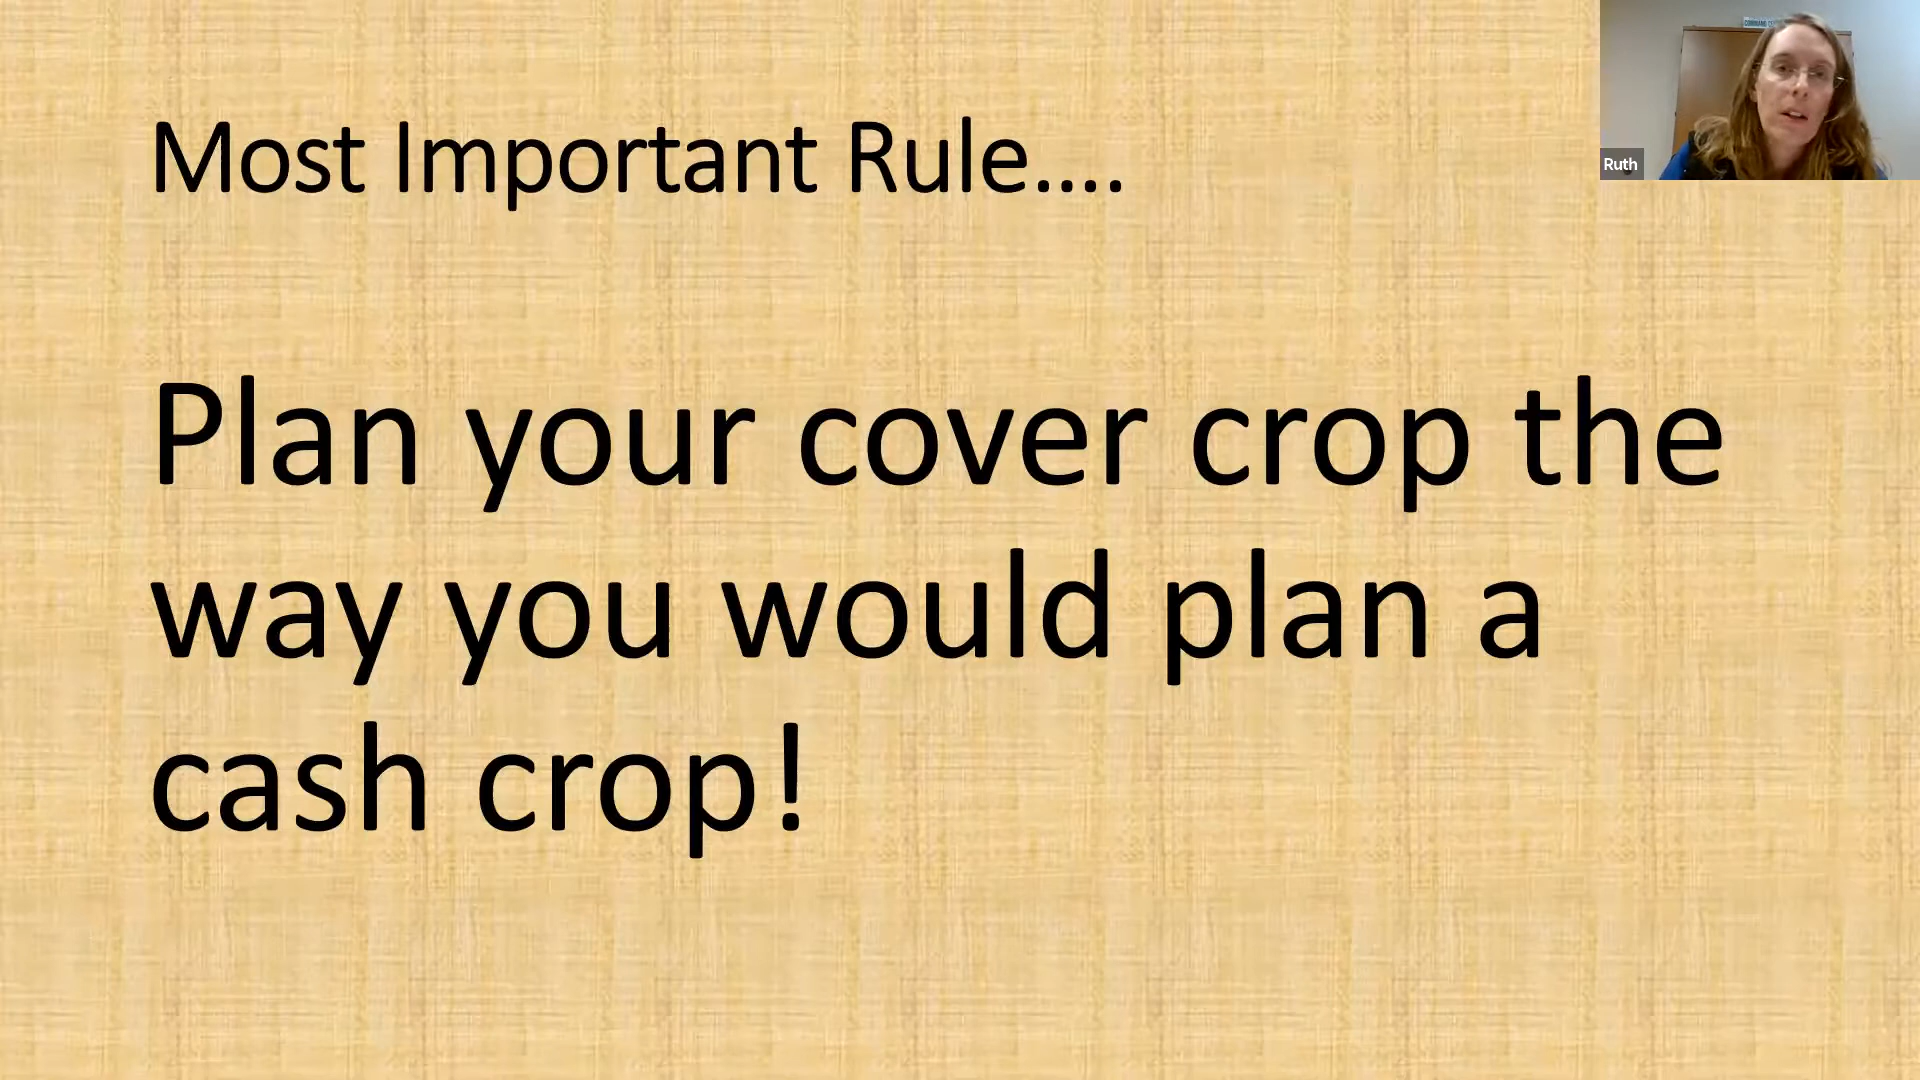 Most Important Rule....
Plan your cover crop the
way you would plan a
cash crop!
Ruth